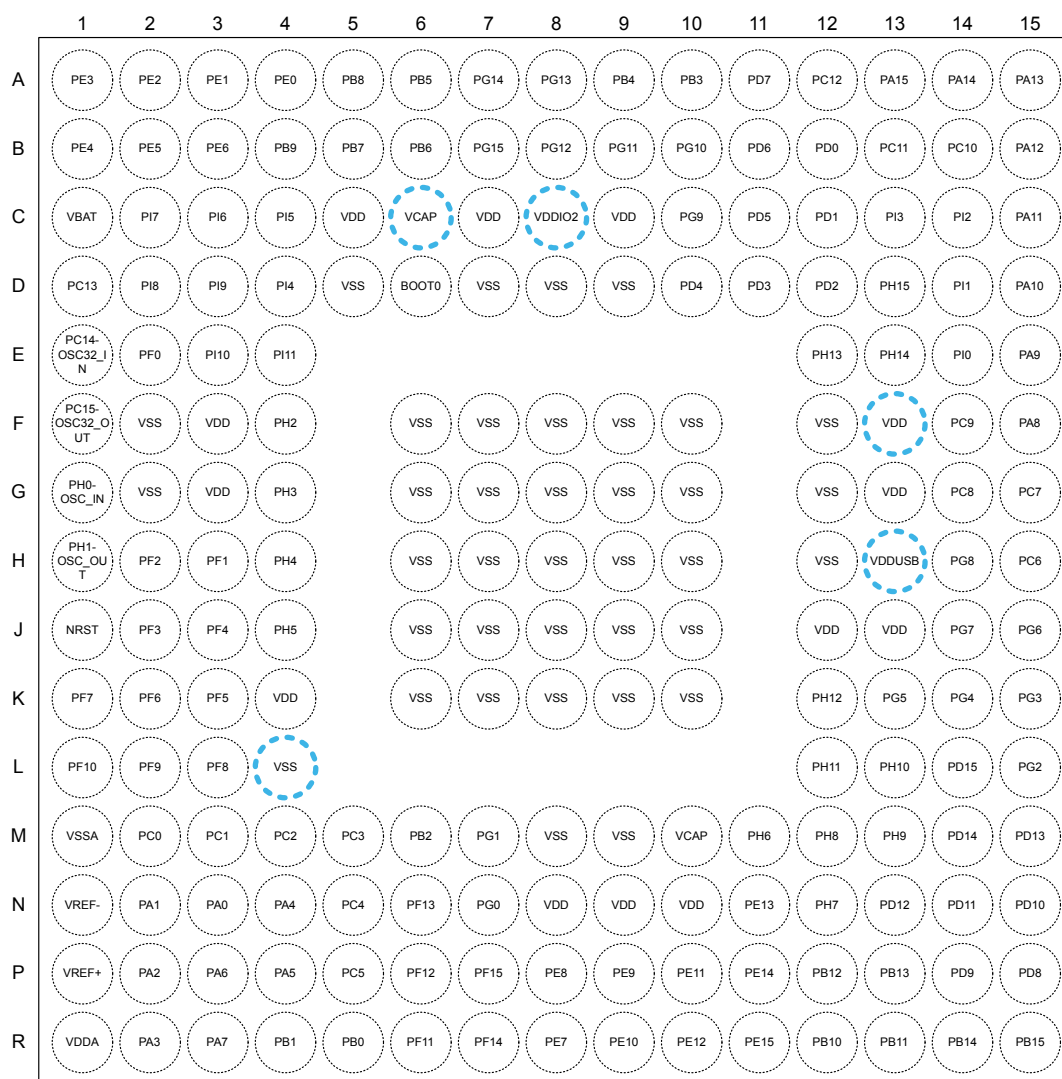 1 2 3 4 5 6 7 8 9 10 11 12 13 14 15
A PE3 PE2 PE1 PE0 PB8 PB5 PG14 PG13 PB4 PB3 PD7 PC12 PA15 PA14 PA13
B PE4 PE5 PE6 PB9 PB7 PB6 PG15 PG12 PG11 PG10 PD6 PD0 PC11 PC10 PA12
C VBAT PI7 PI6 PI5 VDD VCAP VDD VDDIO2 VDD PG9 PD5 PD1 PI3 PI2 PA11
D PC13 PI8 PI9 PI4 VSS BOOT0 VSS VSS VSS PD4 PD3 PD2 PH15 PI1 PA10
PC14-
E OSC32_I PF0 PI10 PI11 PH13 PH14 PI0 PA9
N
PC15-
F OSC32_O VSS VDD PH2 VSS VSS VSS VSS VSS VSS VDD PC9 PA8
UT
PH0-
G OSC_IN VSS VDD PH3 VSS VSS VSS VSS VSS VSS VDD PC8 PC7
PH1-
H OSC_OU PF2 PF1 PH4 VSS VSS VSS VSS VSS VSS VDDUSB PG8 PC6
T
J NRST PF3 PF4 PH5 VSS VSS VSS VSS VSS VDD VDD PG7 PG6
K PF7 PF6 PF5 VDD VSS VSS VSS VSS VSS PH12 PG5 PG4 PG3
L PF10 PF9 PF8 VSS PH11 PH10 PD15 PG2
M VSSA PC0 PC1 PC2 PC3 PB2 PG1 VSS VSS VCAP PH6 PH8 PH9 PD14 PD13
N VREF- PA1 PA0 PA4 PC4 PF13 PG0 VDD VDD VDD PE13 PH7 PD12 PD11 PD10
P VREF+ PA2 PA6 PA5 PC5 PF12 PF15 PE8 PE9 PE11 PE14 PB12 PB13 PD9 PD8
R VDDA PA3 PA7 PB1 PB0 PF11 PF14 PE7 PE10 PE12 PE15 PB10 PB11 PB14 PB15